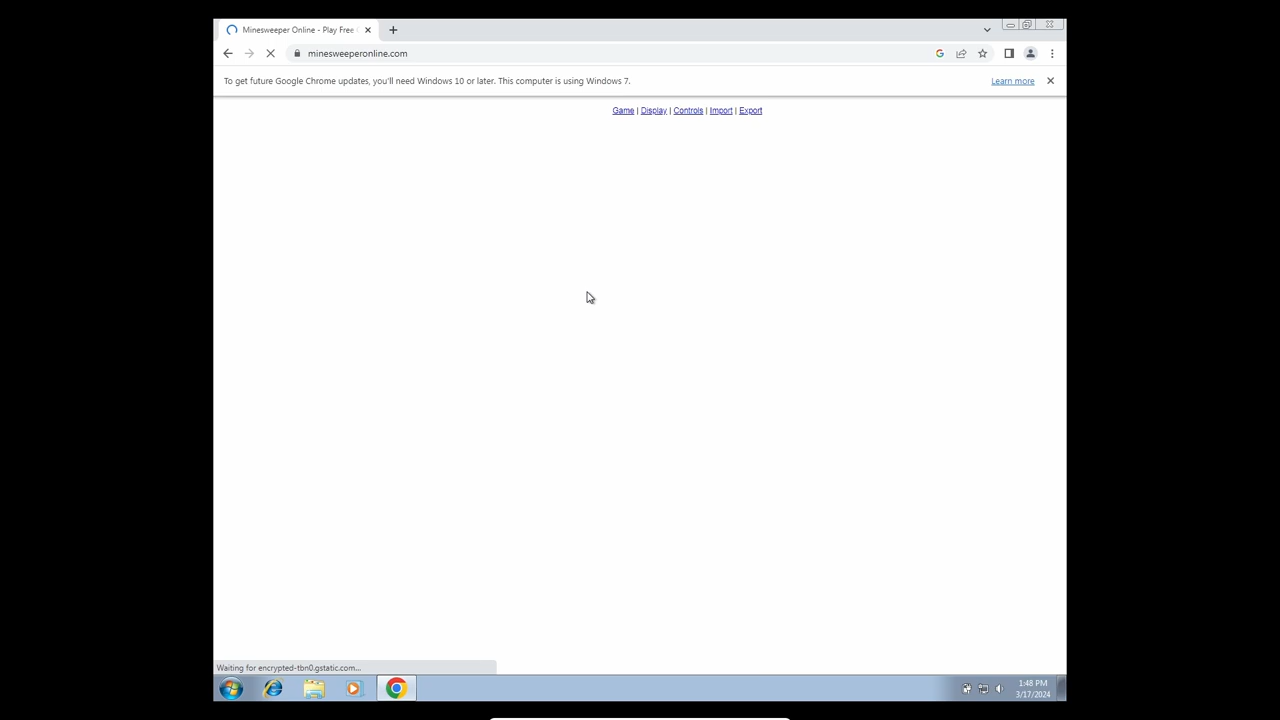 Minesweeper Online - Play Free
minesweeperonline.com
To get future Google Chrome updates, you'll need Windows 10 or later. This computer is using Windows 7.
Learn more
Game | Display | Controls | Import | Export
Waiting for encrypted-tbn0.gstatic.com...
1:48 PM
3/17/2024